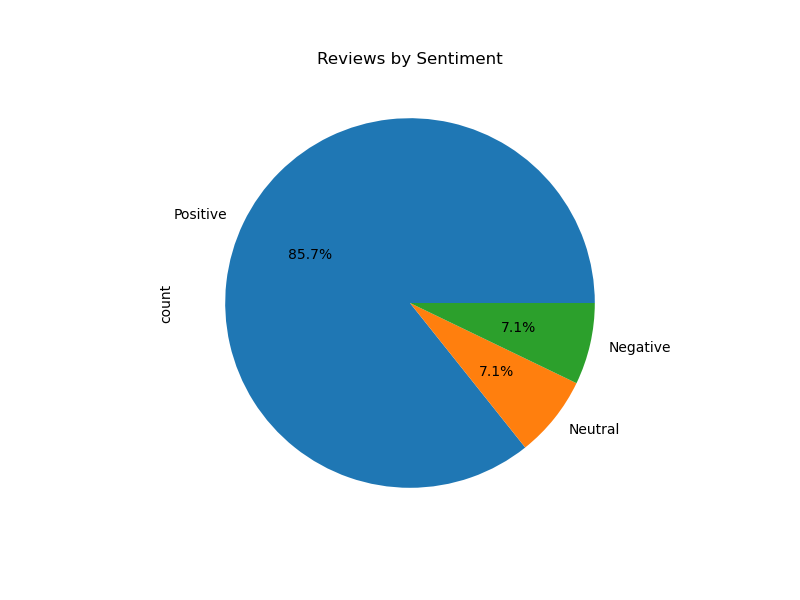 Reviews by Sentiment
Positive
85.7%
count
7.1%
Negative
7.1%
Neutral